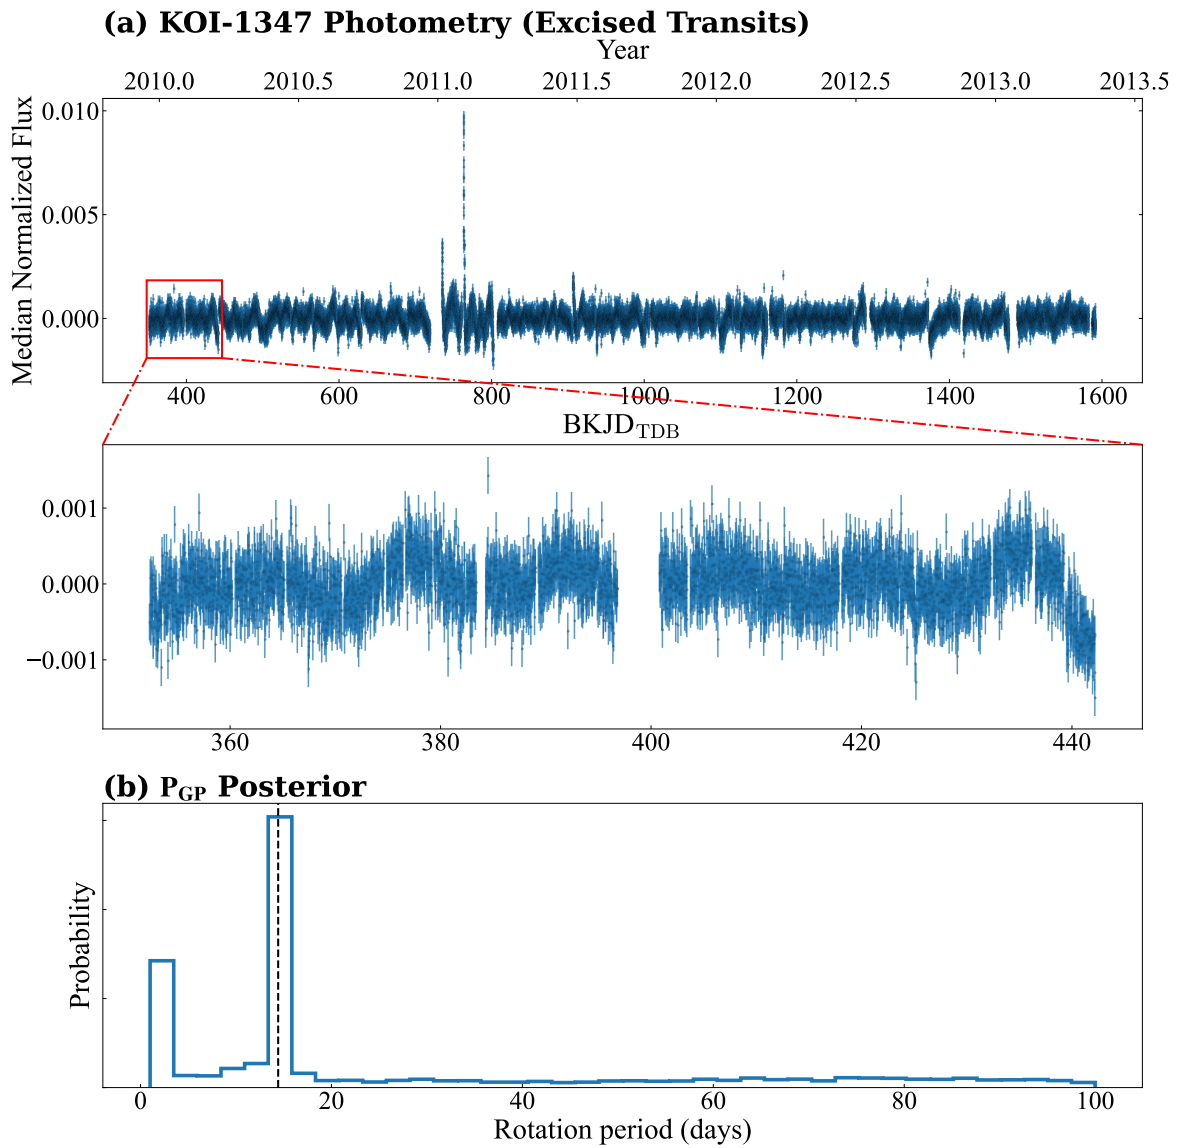 (a) KOI-1347 Photometry (Excised Transits)
Year
2010.0 2010.5 2011.0 2011.5 2012.0 2012.5 2013.0 2013.5
Median Normalized Flux
0.010
0.005
0.000
400 600 800 1000 1200 1400 1600
BKJD_TDB
0.001
0.000
−0.001
360 380 400 420 440
(b) P_GP Posterior
Probability
0 20 40 60 80 100
Rotation period (days)